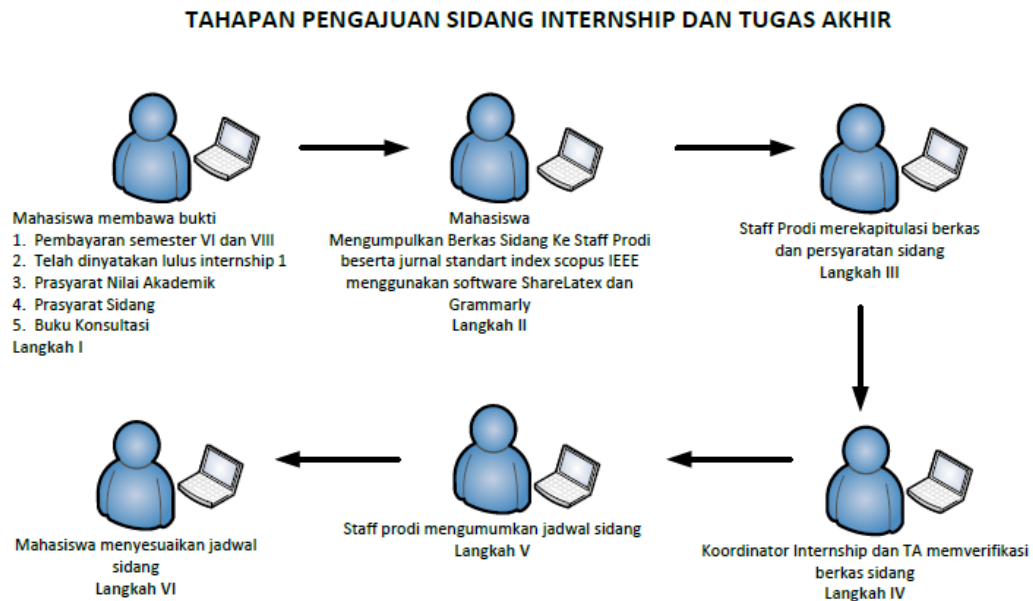 TAHAPAN PENGAJUAN SIDANG INTERNSHIP DAN TUGAS AKHIR
Mahasiswa membawa bukti
1. Pembayaran semester VI dan VIII
2. Telah dinyatakan lulus internship 1
3. Prasyarat Nilai Akademik
4. Prasyarat Sidang
5. Buku Konsultasi
Langkah I
Mahasiswa
Mengumpulkan Berkas Sidang Ke Staff Prodi
beserta jurnal standart index scopus IEEE
menggunakan software ShareLatex dan
Grammarly
Langkah II
Staff Prodi merekapitulasi berkas
dan persyaratan sidang
Langkah III
Koordinator Internship dan TA memverifikasi
berkas sidang
Langkah IV
Staff prodi mengumumkan jadwal sidang
Langkah V
Mahasiswa menyesuaikan jadwal
sidang
Langkah VI